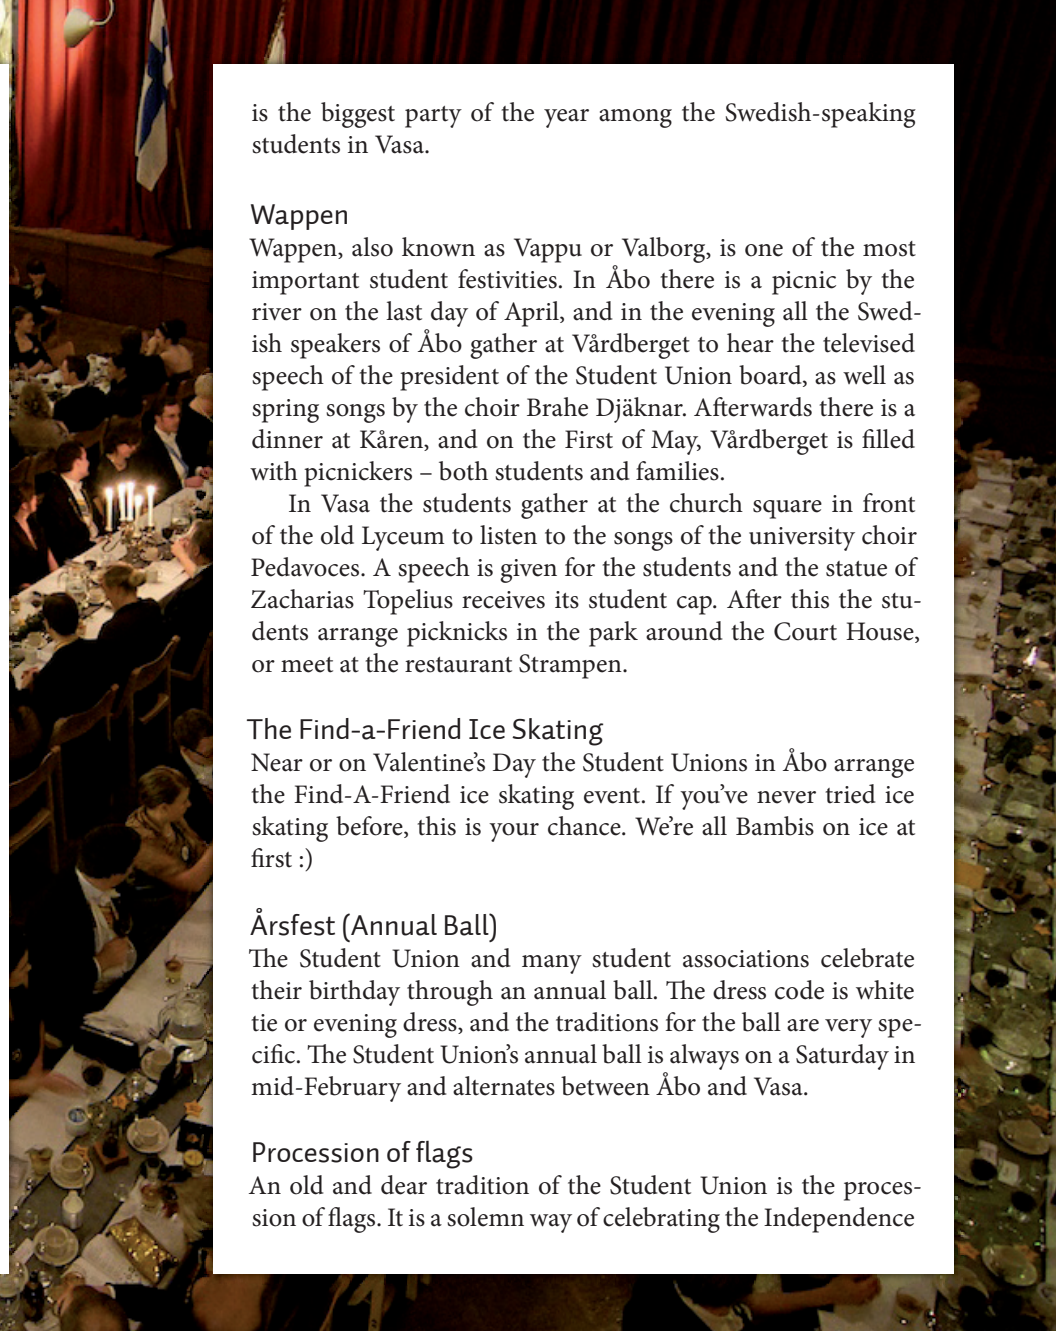 is the biggest party of the year among the Swedish-speaking
students in Vasa.
Wappen
Wappen, also known as Vappu or Valborg, is one of the most
important student festivities. In Åbo there is a picnic by the
river on the last day of April, and in the evening all the Swed-
ish speakers of Åbo gather at Vårdberget to hear the televised
speech of the president of the Student Union board, as well as
spring songs by the choir Brahe Djäknar. Afterwards there is a
dinner at Kåren, and on the First of May, Vårdberget is filled
with picnickers – both students and families.
In Vasa the students gather at the church square in front
of the old Lyceum to listen to the songs of the university choir
Pedavoces. A speech is given for the students and the statue of
Zacharias Topelius receives its student cap. After this the stu-
dents arrange picknicks in the park around the Court House,
or meet at the restaurant Strampen.
The Find-a-Friend Ice Skating
Near or on Valentine’s Day the Student Unions in Åbo arrange
the Find-A-Friend ice skating event. If you’ve never tried ice
skating before, this is your chance. We’re all Bambis on ice at
first :)
Årsfest (Annual Ball)
The Student Union and many student associations celebrate
their birthday through an annual ball. The dress code is white
tie or evening dress, and the traditions for the ball are very spe-
cific. The Student Union’s annual ball is always on a Saturday in
mid-February and alternates between Åbo and Vasa.
Procession of flags
An old and dear tradition of the Student Union is the proces-
sion of flags. It is a solemn way of celebrating the Independence